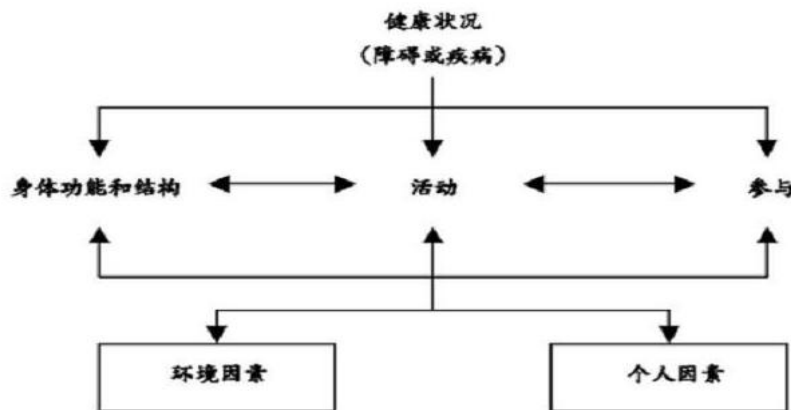 健康状况
（障碍或疾病）
身体功能和结构
活动
参与
环境因素
个人因素